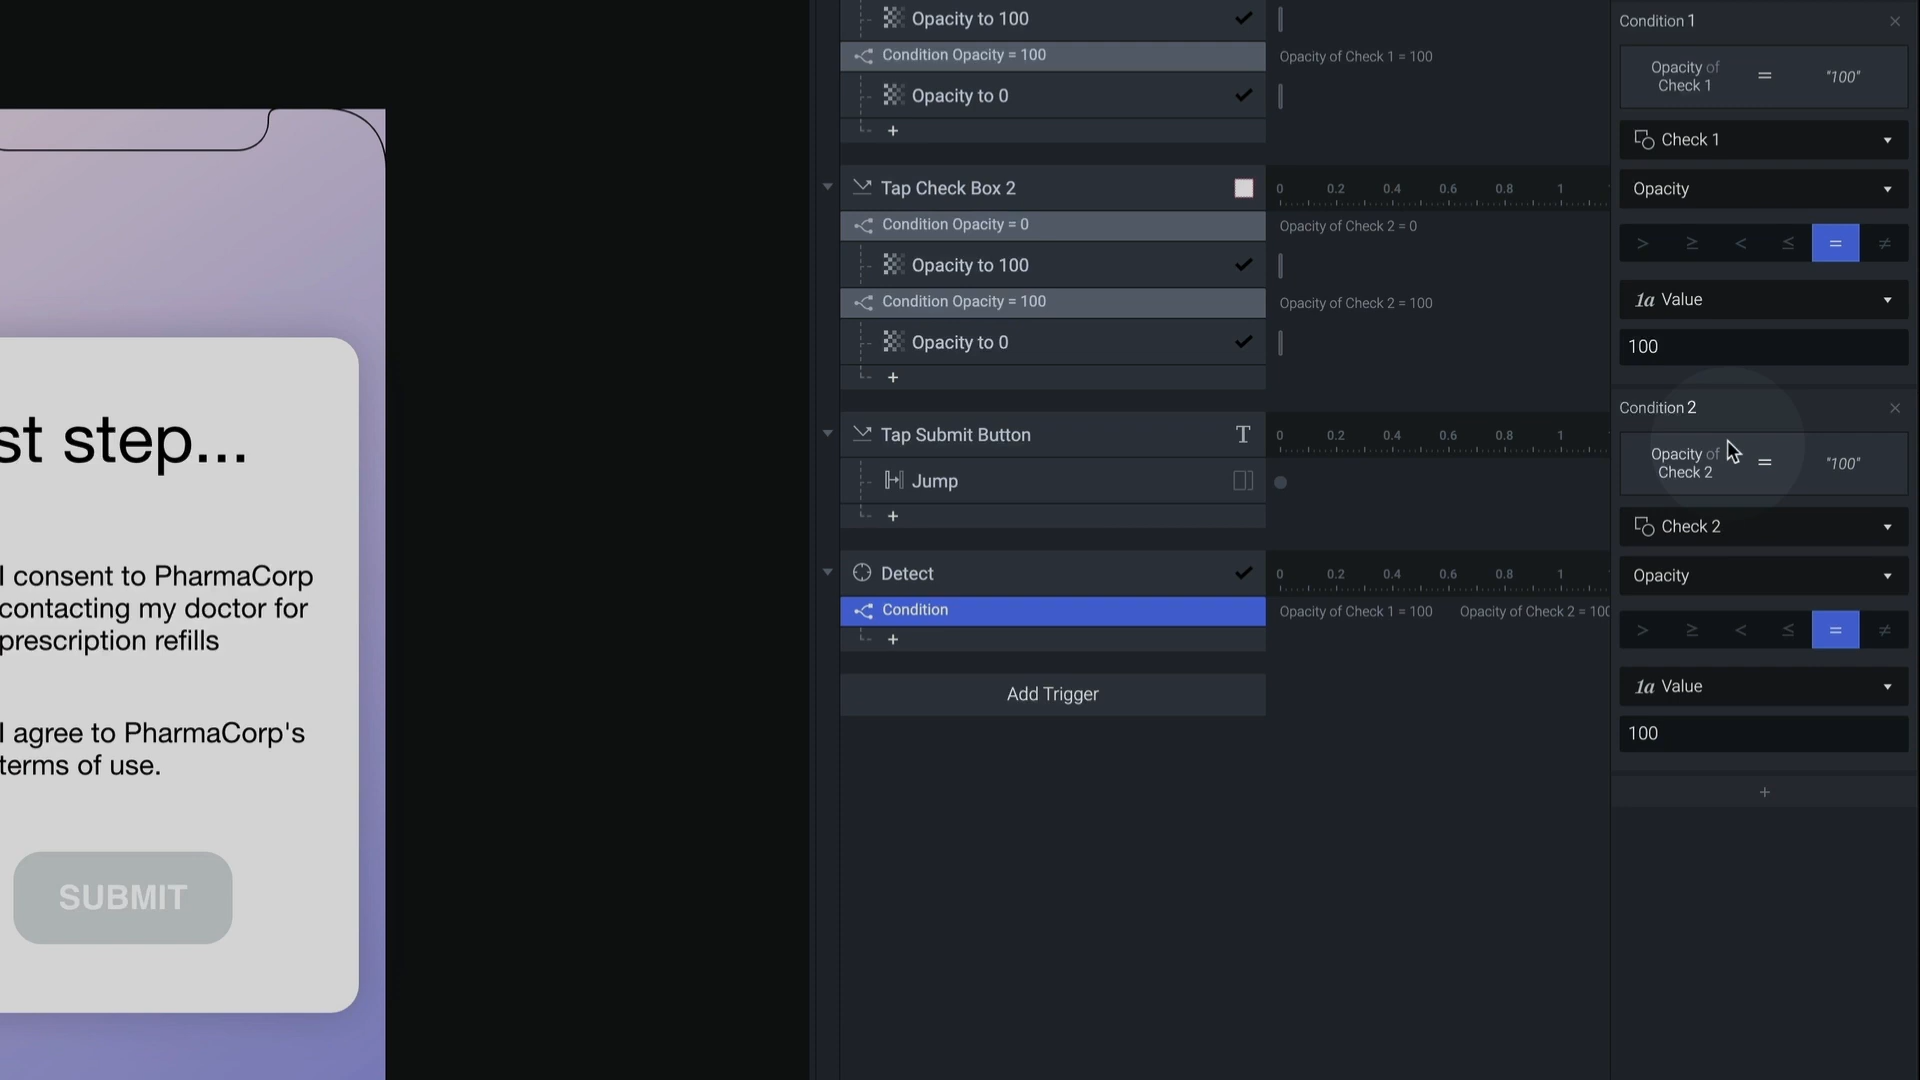 st step...
I consent to PharmaCorp
contacting my doctor for
prescription refills
I agree to PharmaCorp's
terms of use.
SUBMIT
Opacity to 100
Condition Opacity = 100
Opacity of Check 1 = 100
Opacity to 0
+
Tap Check Box 2
0 0.2 0.4 0.6 0.8 1
Condition Opacity = 0
Opacity of Check 2 = 0
Opacity to 100
Condition Opacity = 100
Opacity of Check 2 = 100
Opacity to 0
+
Tap Submit Button T
0 0.2 0.4 0.6 0.8 1
Jump
+
Detect
0 0.2 0.4 0.6 0.8 1
Condition
Opacity of Check 1 = 100 Opacity of Check 2 = 100
+
Add Trigger
Condition 1
Opacity of
Check 1
= "100"
Check 1
Opacity
> ≥ < ≤ = ≠
1a Value
100
Condition 2
Opacity of
Check 2
= "100"
Check 2
Opacity
> ≥ < ≤ = ≠
1a Value
100
+